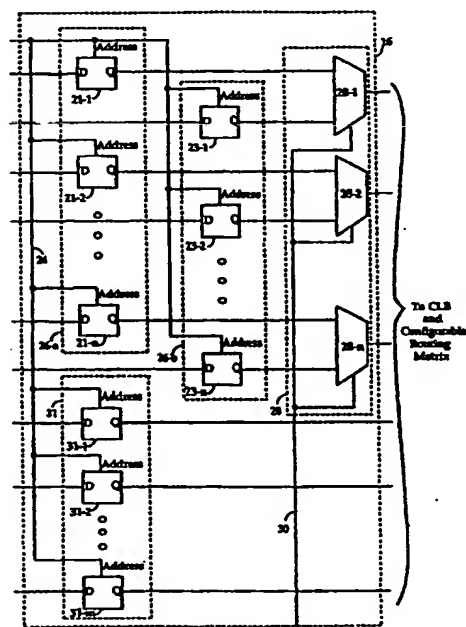 16
Address
D Q
21-1
28-1
Address
D Q
23-1
Address
D Q
21-2
28-2
Address
D Q
23-2
24
Address
D Q
26-a
21-n
26-b
28-n
To CLB
and
Configurable
Routing
Matrix
Address
D Q
23-n
28
31
Address
D Q
31-1
Address
D Q
31-2
30
Address
D Q
31-m